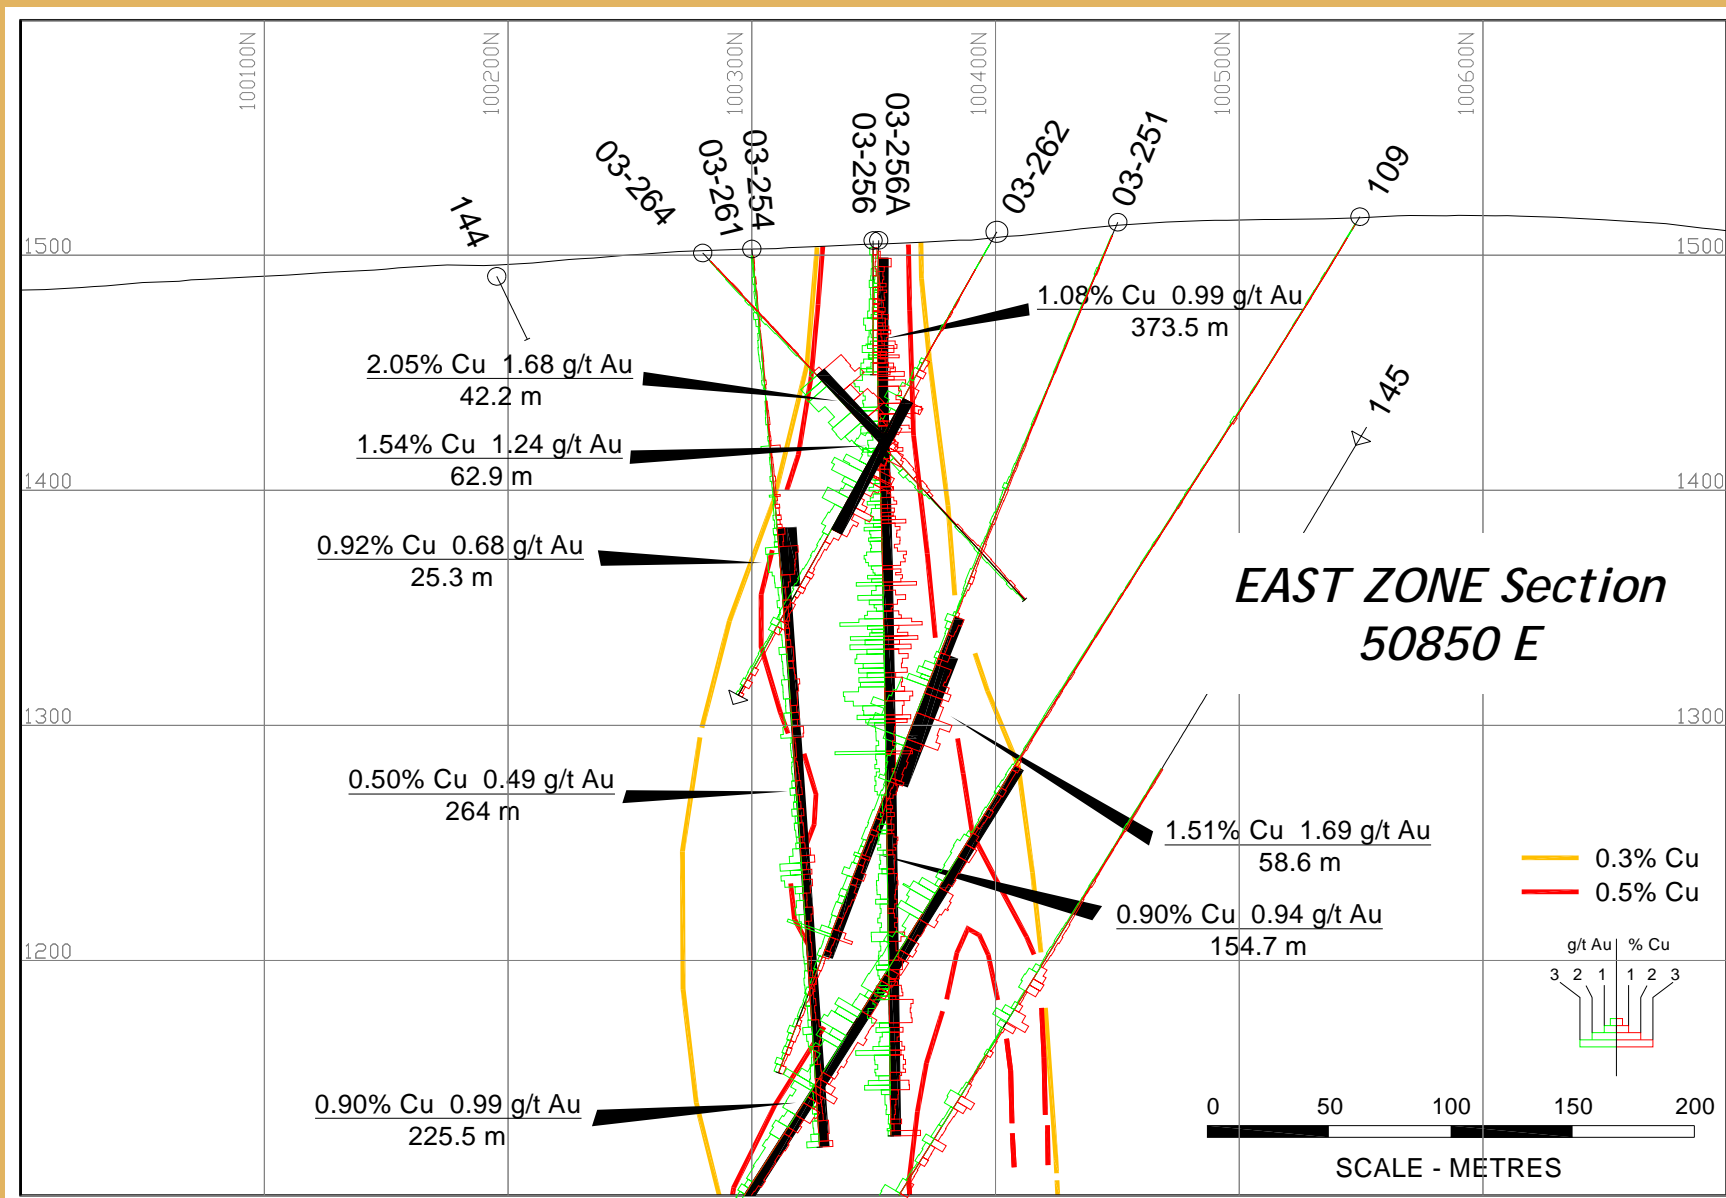 100100N
100200N
100300N
100400N
100500N
100600N
144
03-264
03-261
03-254
03-256
03-256A
03-262
03-251
109
145
1500
1500
1400
1400
1300
1300
1200
1200
1.08% Cu 0.99 g/t Au
373.5 m
2.05% Cu 1.68 g/t Au
42.2 m
1.54% Cu 1.24 g/t Au
62.9 m
0.92% Cu 0.68 g/t Au
25.3 m
0.50% Cu 0.49 g/t Au
264 m
0.90% Cu 0.99 g/t Au
225.5 m
1.51% Cu 1.69 g/t Au
58.6 m
0.90% Cu 0.94 g/t Au
154.7 m
EAST ZONE Section
50850 E
0.3% Cu
0.5% Cu
g/t Au % Cu
3 2 1 1 2 3
0 50 100 150 200
SCALE - METRES